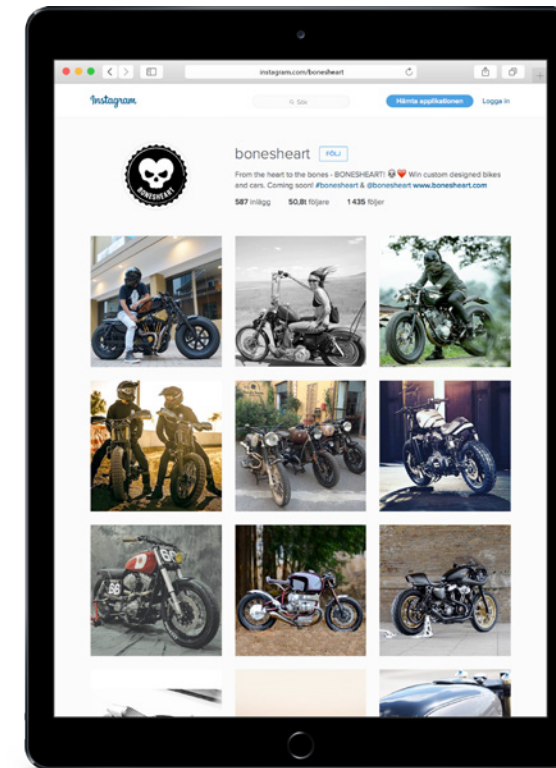 instagram.com/bonesheart
Instagram
Sök
Hämta applikationen
Logga in
bonesheart
FÖLJ
From the heart to the bones - BONESHEART! 💀❤️ Win custom designed bikes
and cars. Coming soon! #bonesheart & @bonesheart www.bonesheart.com
587 inlägg 50.8t följare 1 435 följer
BONESHEART
66
86